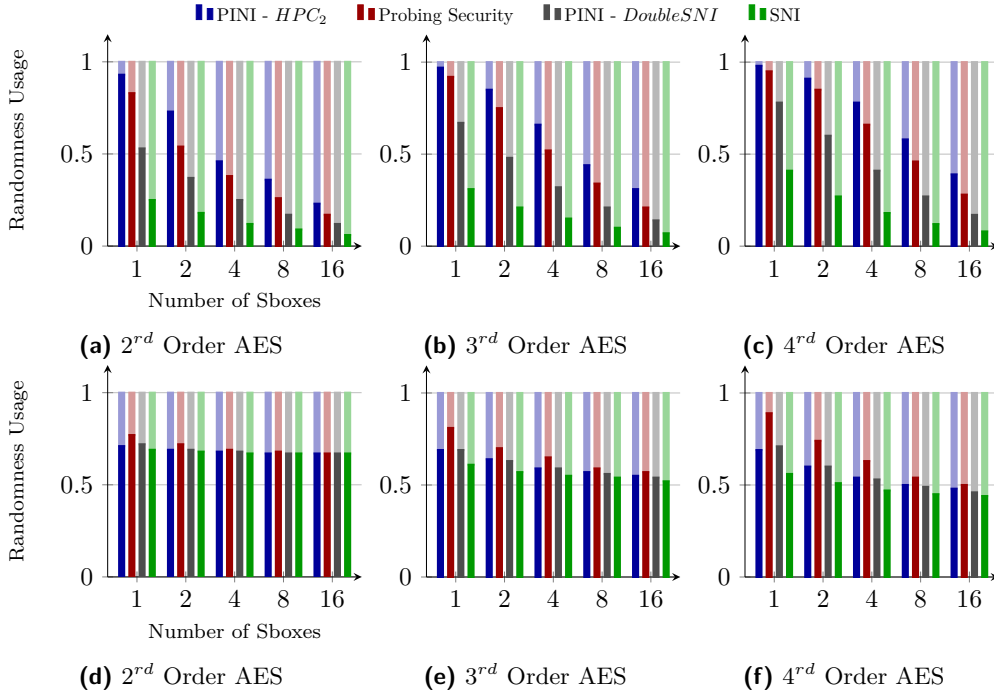 PINI - HPC2 Probing Security PINI - DoubleSNI SNI
Randomness Usage
1
0.5
0
1 2 4 8 16
Number of Sboxes
(a) 2rd Order AES
1
0.5
0
1 2 4 8 16
(b) 3rd Order AES
1
0.5
0
1 2 4 8 16
(c) 4rd Order AES
Randomness Usage
1
0.5
0
1 2 4 8 16
Number of Sboxes
(d) 2rd Order AES
1
0.5
0
1 2 4 8 16
(e) 3rd Order AES
1
0.5
0
1 2 4 8 16
(f) 4rd Order AES